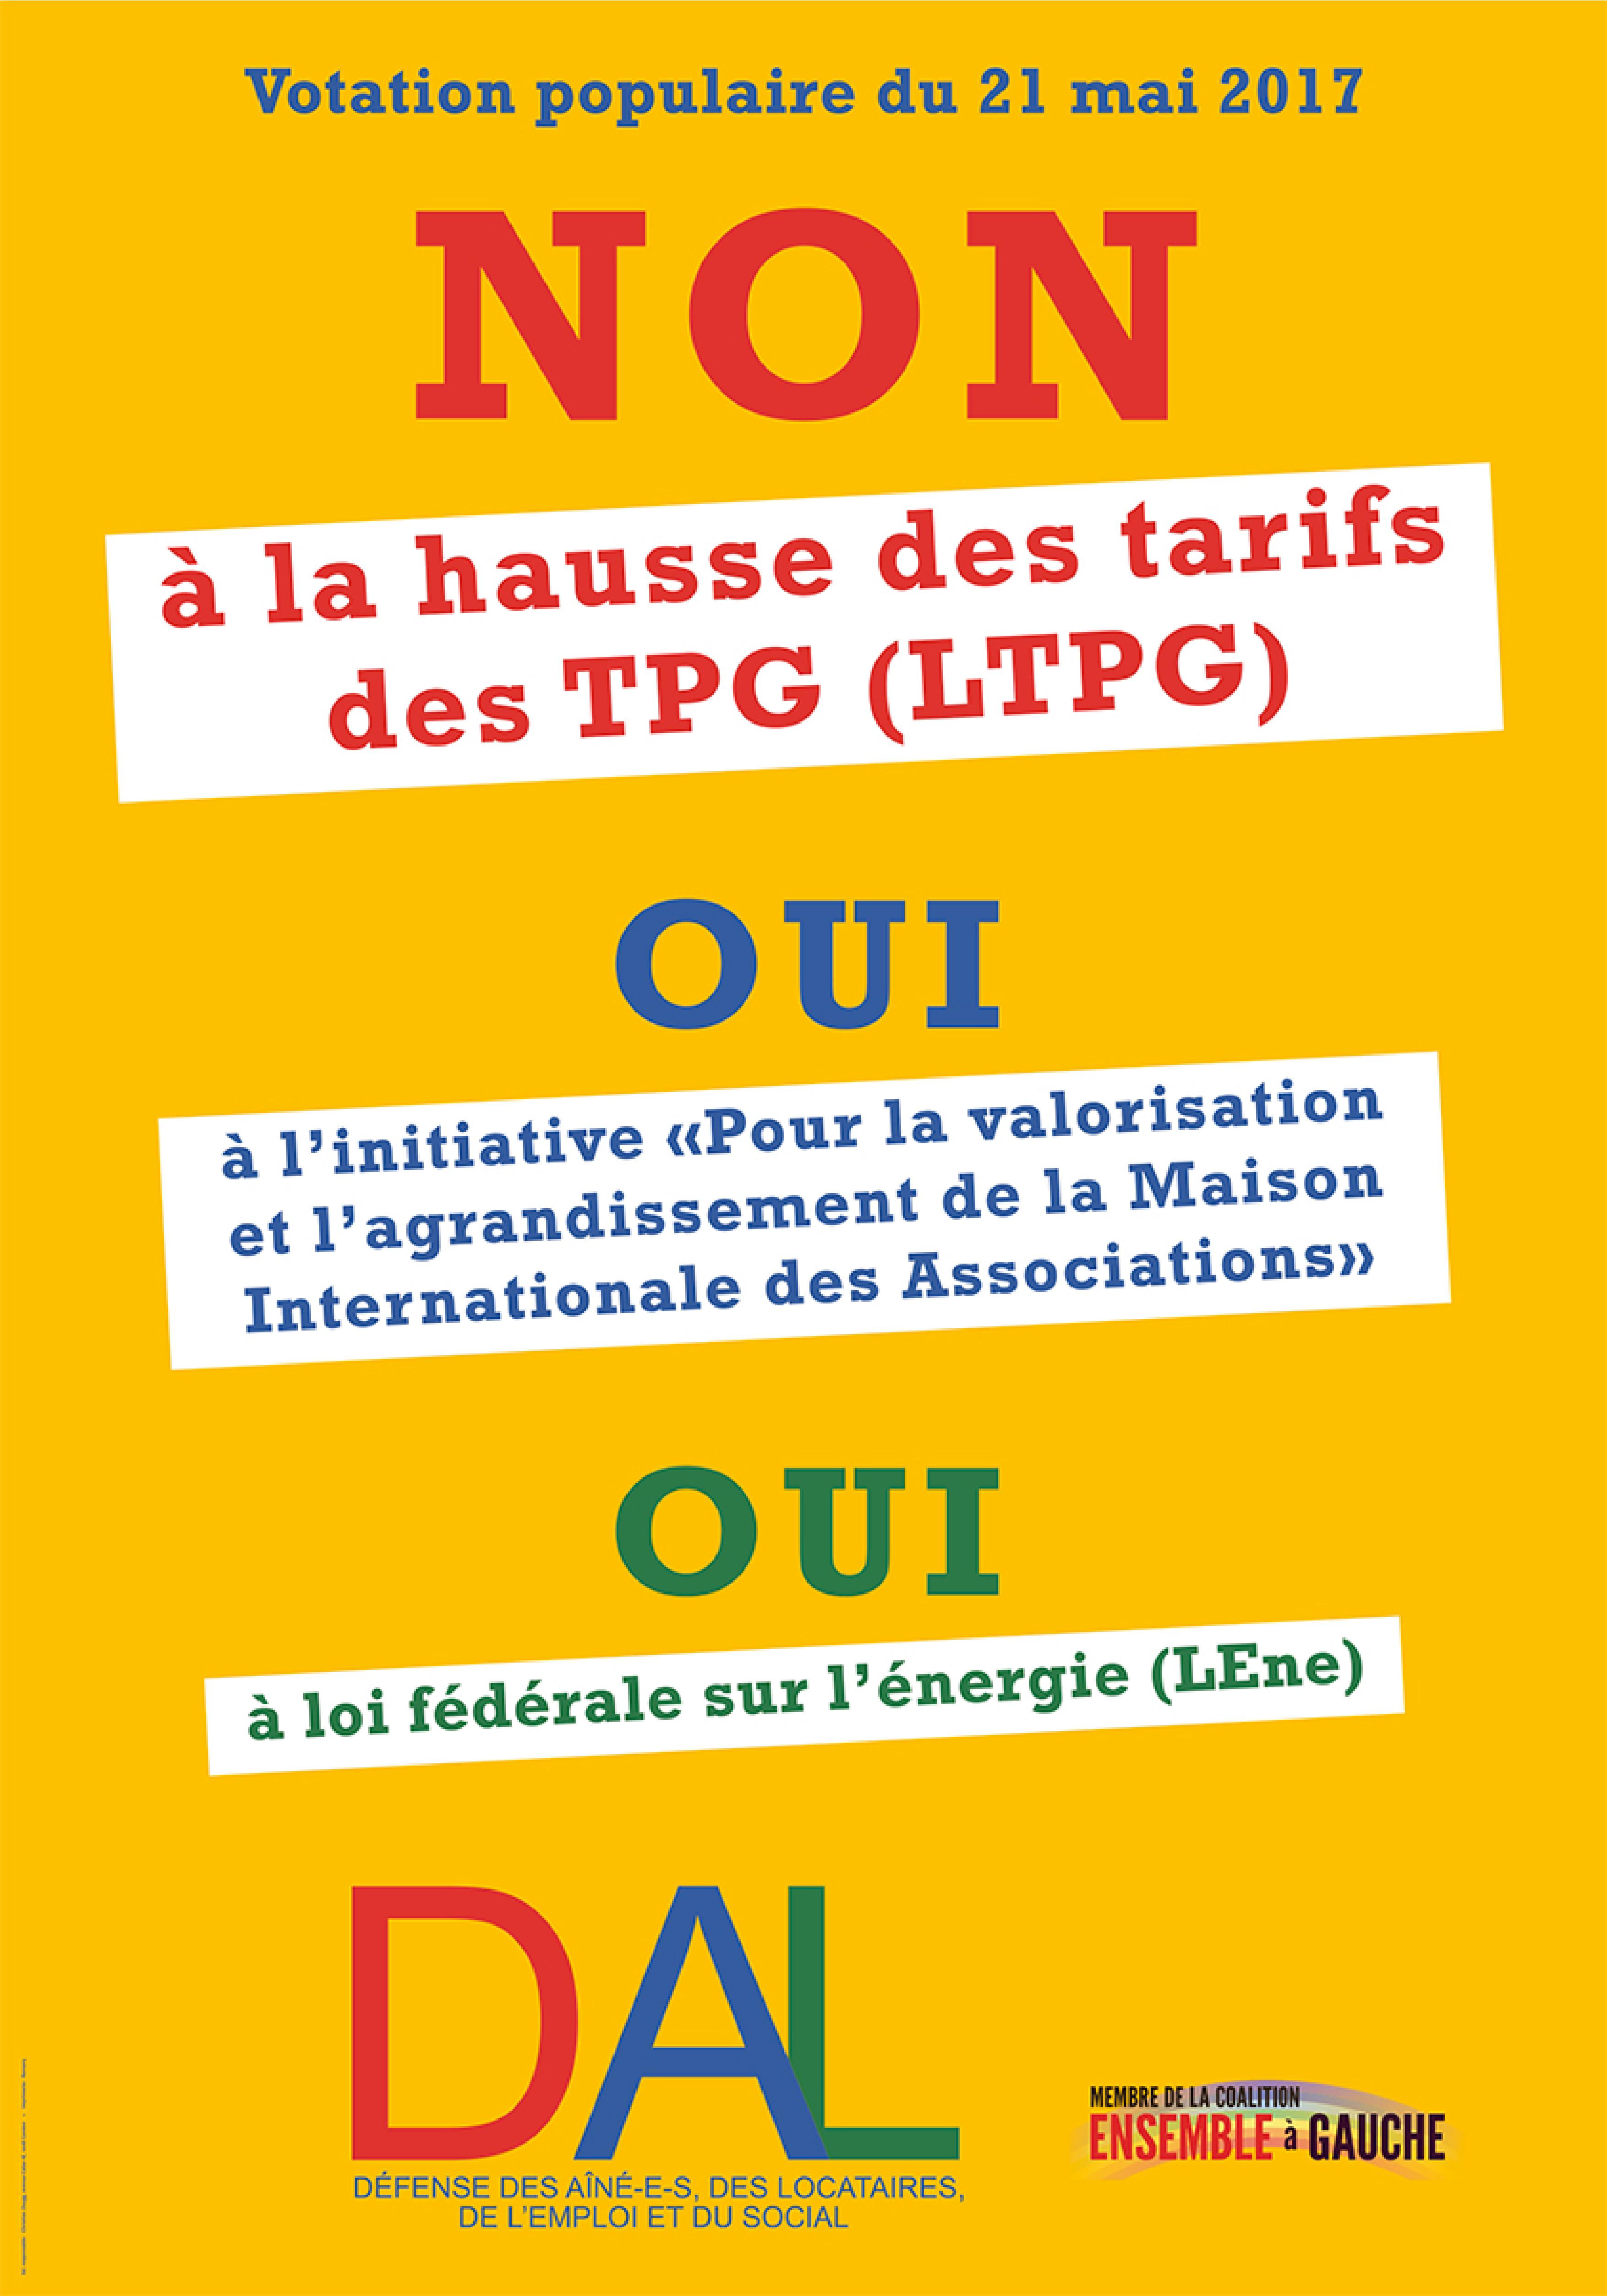 Votation populaire du 21 mai 2017
NON
à la hausse des tarifs
des TPG (LTPG)
OUI
à l’initiative «Pour la valorisation
et l’agrandissement de la Maison
Internationale des Associations»
OUI
à loi fédérale sur l’énergie (LEne)
DAL
DÉFENSE DES AÎNÉ-E-S, DES LOCATAIRES,
DE L’EMPLOI ET DU SOCIAL
MEMBRE DE LA COALITION
ENSEMBLE à GAUCHE